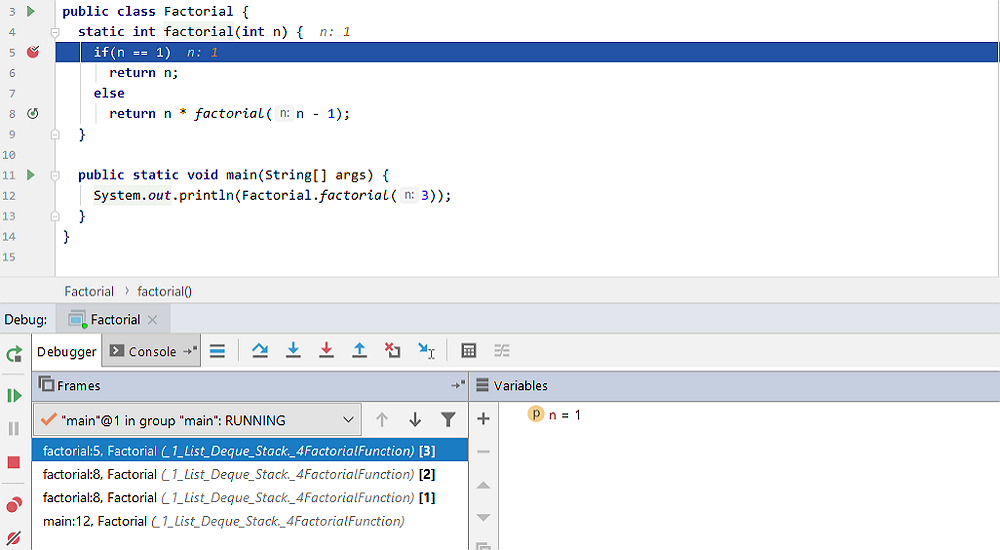 3 public class Factorial {
4 static int factorial(int n) { n: 1
5 if(n == 1) n: 1
6 return n;
7 else
8 return n * factorial( n: n - 1);
9 }
10
11 public static void main(String[] args) {
12 System.out.println(Factorial.factorial( n: 3));
13 }
14 }
15
Factorial › factorial()
Debug: Factorial
Debugger Console
Frames Variables
"main"@1 in group "main": RUNNING
p n = 1
factorial:5, Factorial (_1_List_Deque_Stack._4FactorialFunction) [3]
factorial:8, Factorial (_1_List_Deque_Stack._4FactorialFunction) [2]
factorial:8, Factorial (_1_List_Deque_Stack._4FactorialFunction) [1]
main:12, Factorial (_1_List_Deque_Stack._4FactorialFunction)